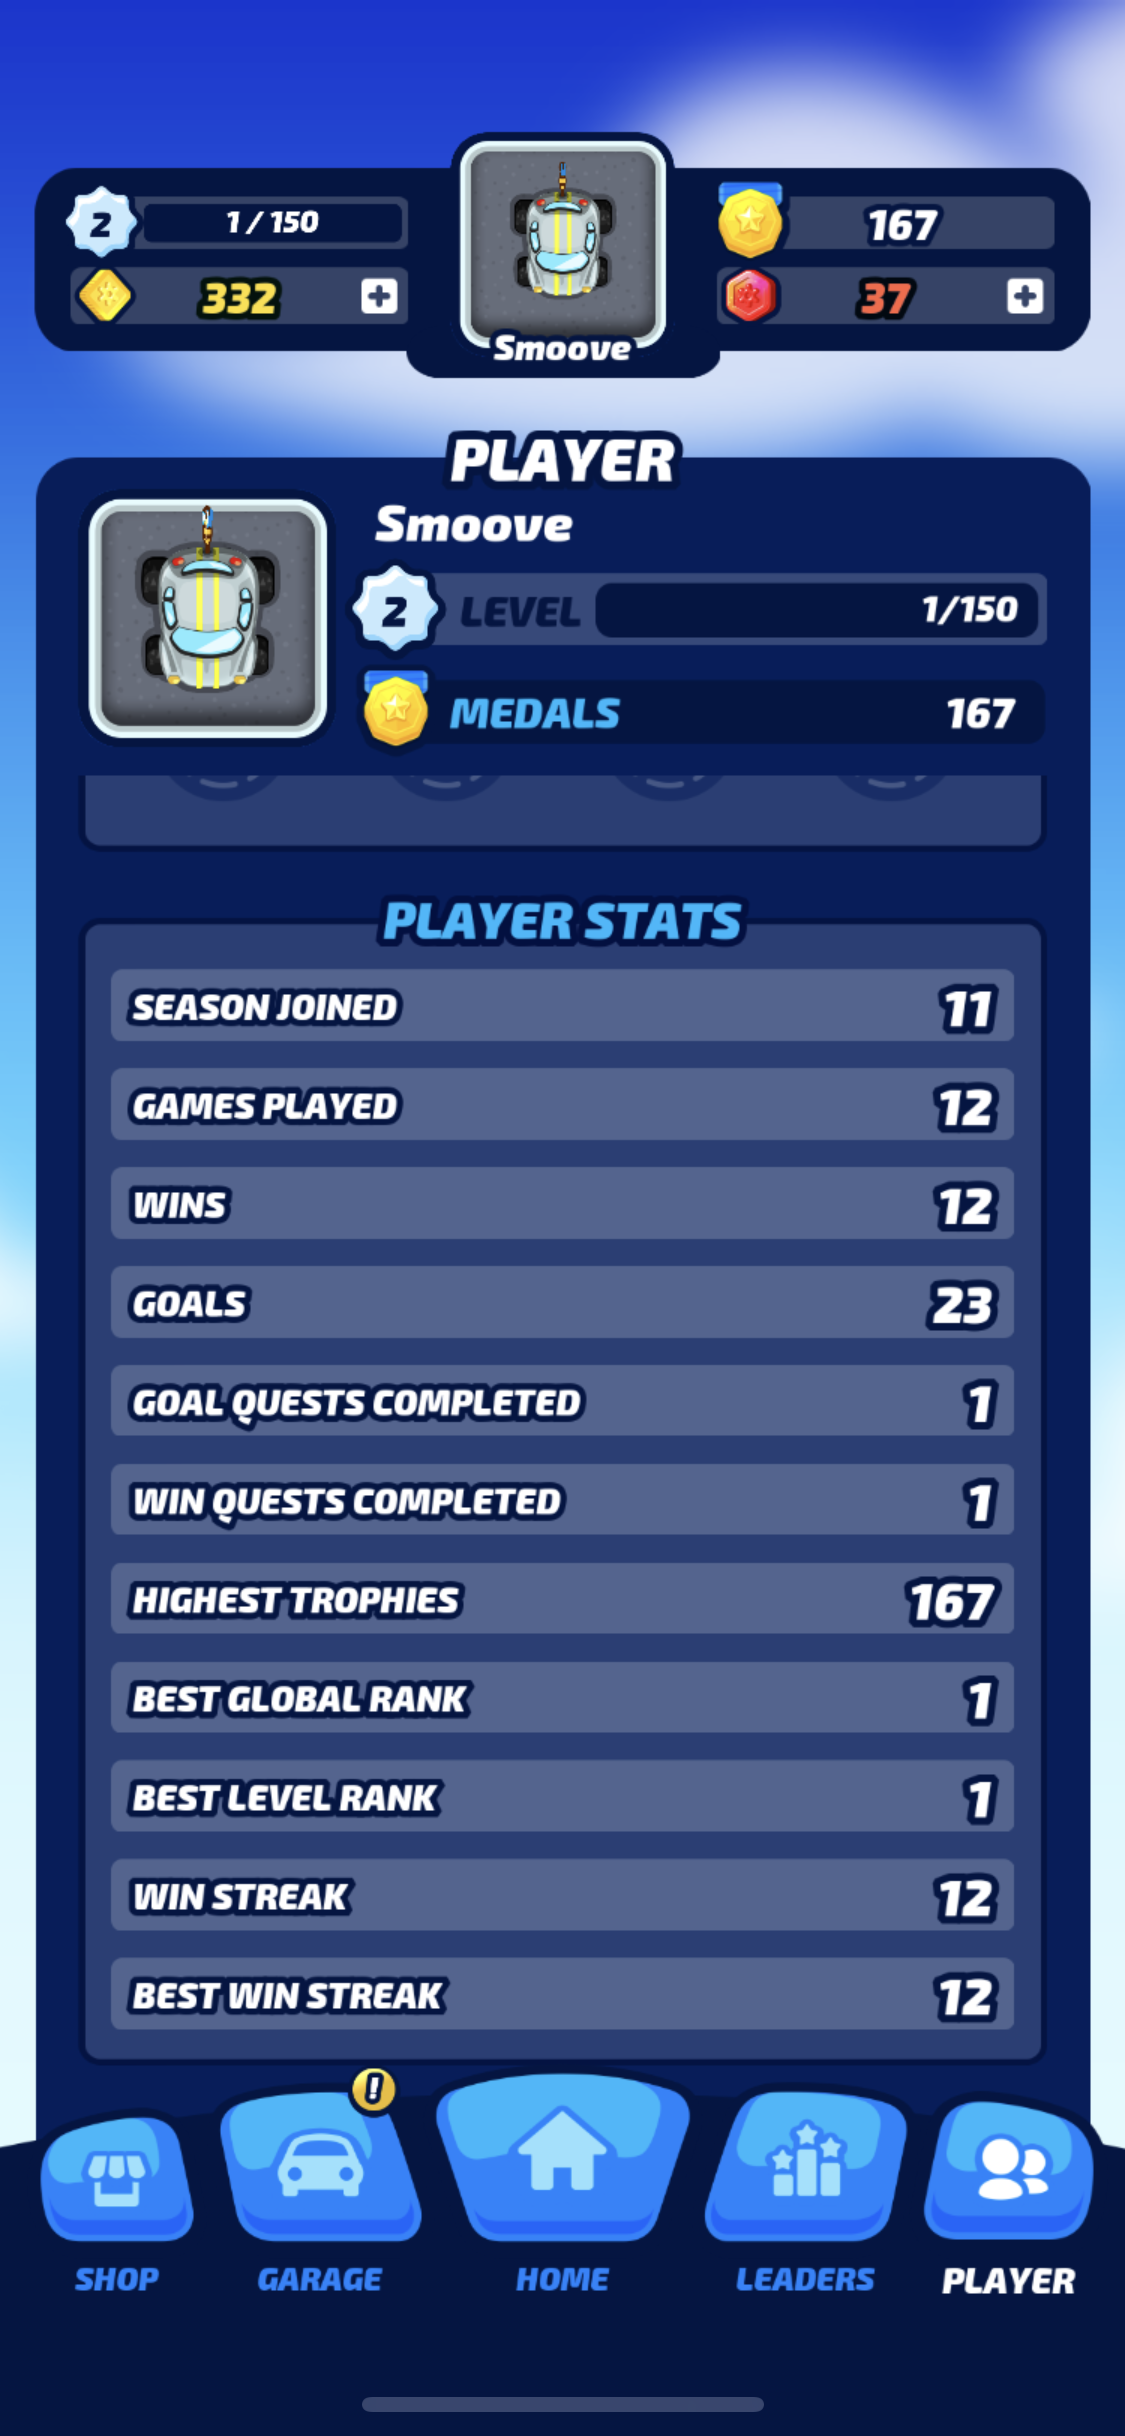 2
1 / 150
167
332
37
Smoove
PLAYER
Smoove
2 LEVEL 1/150
MEDALS 167
PLAYER STATS
SEASON JOINED 11
GAMES PLAYED 12
WINS 12
GOALS 23
GOAL QUESTS COMPLETED 1
WIN QUESTS COMPLETED 1
HIGHEST TROPHIES 167
BEST GLOBAL RANK 1
BEST LEVEL RANK 1
WIN STREAK 12
BEST WIN STREAK 12
!
SHOP GARAGE HOME LEADERS PLAYER